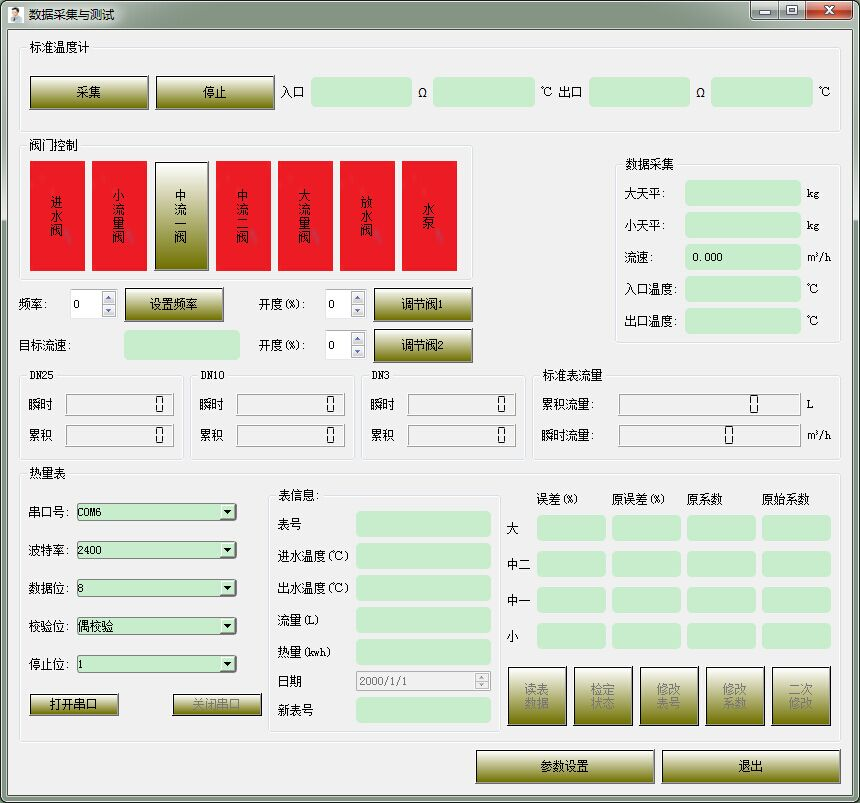 数据采集与测试
标准温度计
采集 停止 入口 Ω ℃ 出口 Ω ℃
阀门控制
进水阀 小流量阀 中流一阀 中流二阀 大流量阀 放水阀 水泵
数据采集
大天平: kg
小天平: kg
流速: 0.000 m³/h
入口温度: ℃
出口温度: ℃
频率: 0 设置频率 开度(%): 0 调节阀1
目标流速: 开度(%): 0 调节阀2
DN25 DN10 DN3 标准表流量
瞬时 0 瞬时 0 瞬时 0 累积流量: 0 L
累积 0 累积 0 累积 0 瞬时流量: 0 m³/h
热量表
串口号: COM6
波特率: 2400
数据位: 8
校验位: 偶校验
停止位: 1
打开串口 关闭串口
表信息:
表号
进水温度(℃)
出水温度(℃)
流量(L)
热量(kwh)
日期 2000/1/1
新表号
误差(%) 原误差(%) 原系数 原始系数
大
中二
中一
小
读表数据 检定状态 修改表号 修改系数 二次修改
参数设置 退出